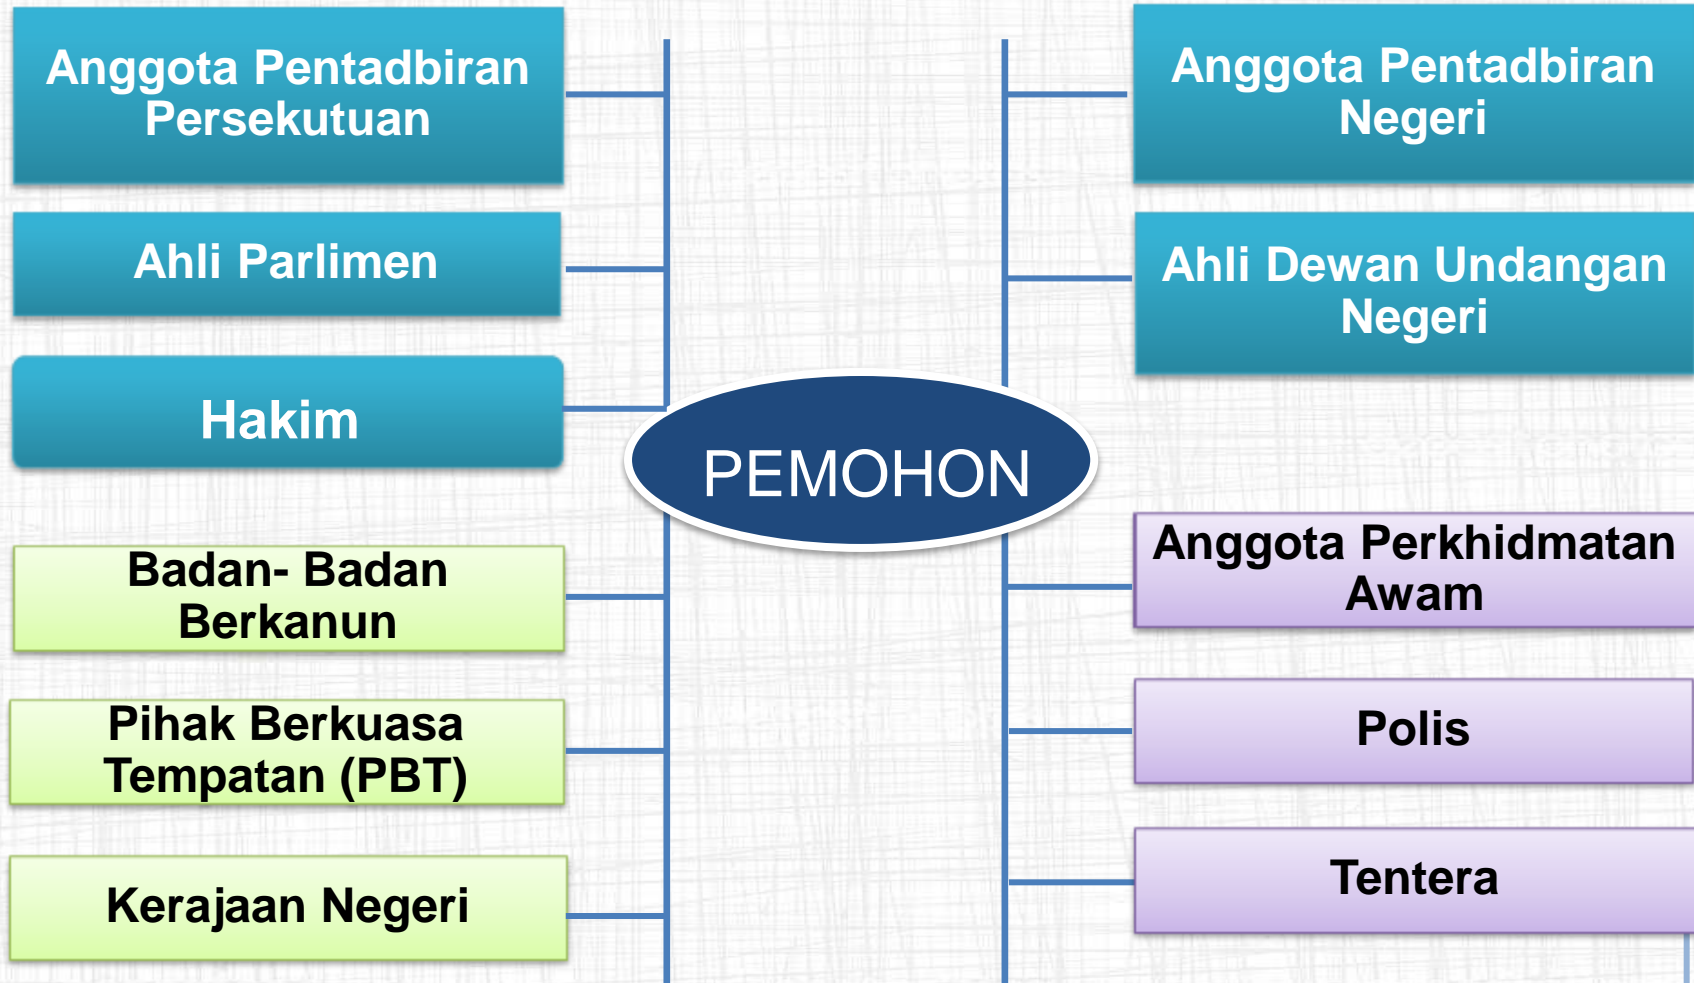 Anggota Pentadbiran
Persekutuan
Ahli Parlimen
Hakim
Badan- Badan
Berkanun
Pihak Berkuasa
Tempatan (PBT)
Kerajaan Negeri
PEMOHON
Anggota Pentadbiran
Negeri
Ahli Dewan Undangan
Negeri
Anggota Perkhidmatan
Awam
Polis
Tentera